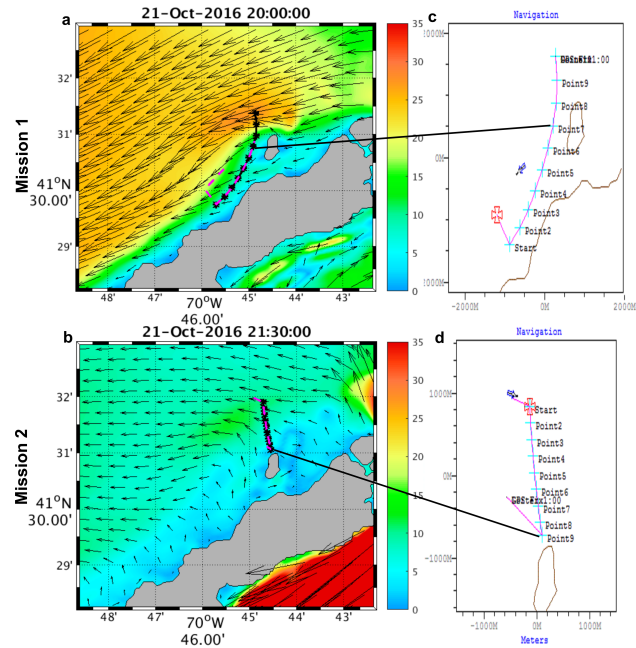 a
21-Oct-2016 20:00:00
c
Navigation
Mission 1
32'
31'
41°N
30.00'
29'
48'
47'
70°W
46.00'
45'
44'
43'
35
30
25
20
15
10
5
0
1000M
0M
1000M
-2000M
0M
2000M
Point9
Point8
Point7
Point6
Point5
Point4
Point3
Point2
Start
b
21-Oct-2016 21:30:00
d
Navigation
Mission 2
32'
31'
41°N
30.00'
29'
48'
47'
70°W
46.00'
45'
44'
43'
35
30
25
20
15
10
5
0
1000M
0M
-1000M
-1000M
0M
1000M
Meters
Start
Point2
Point3
Point4
Point5
Point6
Point7
Point8
Point9